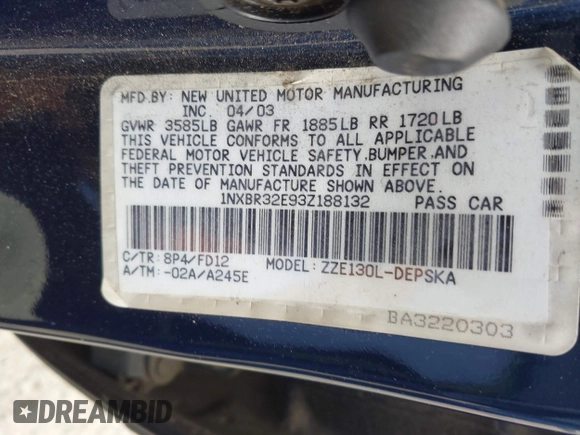 MFD.BY: NEW UNITED MOTOR MANUFACTURING
INC. 04/03
GVWR 3585LB GAWR FR 1885LB RR 1720LB
THIS VEHICLE CONFORMS TO ALL APPLICABLE
FEDERAL MOTOR VEHICLE SAFETY,BUMPER,AND
THEFT PREVENTION STANDARDS IN EFFECT ON
THE DATE OF MANUFACTURE SHOWN ABOVE.
1NXBR32E93Z188132 PASS CAR
C/TR: 8P4/FD12
A/TM: -02A/A245E MODEL: ZZE130L-DEPSKA
BA3220303
DREAMBID